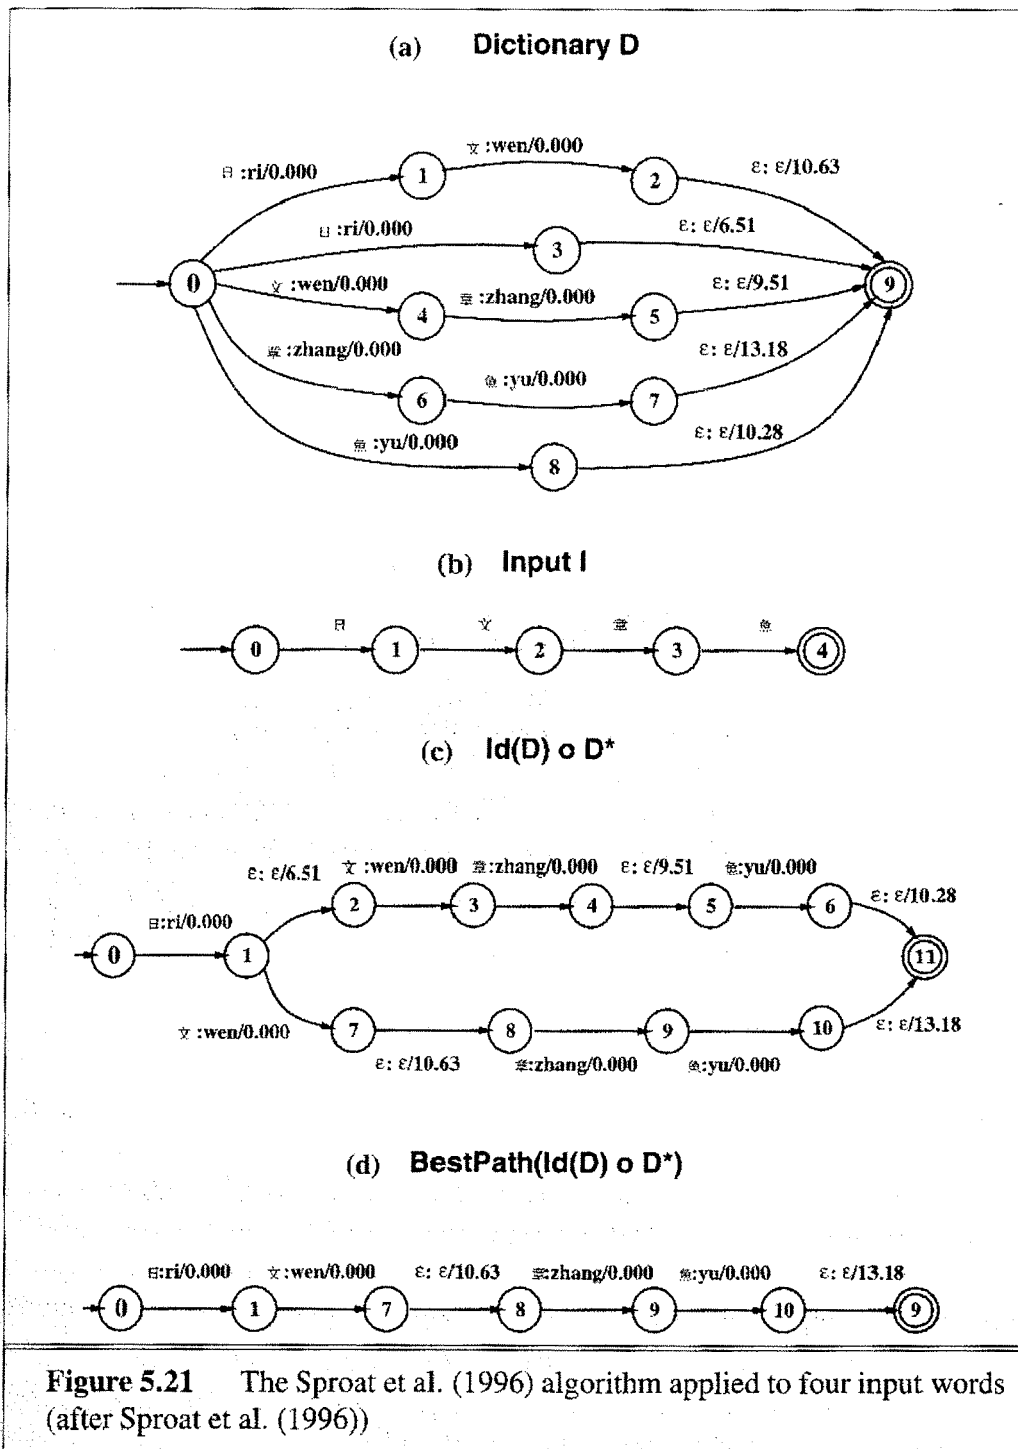 (a) Dictionary D
文 :wen/0.000
日 :ri/0.000
1
2
ε: ε/10.63
日 :ri/0.000
3
ε: ε/6.51
0
文 :wen/0.000
章 :zhang/0.000
ε: ε/9.51
9
4
5
章 :zhang/0.000
ε: ε/13.18
6
魚 :yu/0.000
7
魚 :yu/0.000
ε: ε/10.28
8
(b) Input I
日 文 章 魚
0 1 2 3 4
(c) Id(D) o D*
ε: ε/6.51 文 :wen/0.000 章:zhang/0.000 ε: ε/9.51 魚:yu/0.000
2 3 4 5 6
ε: ε/10.28
日:ri/0.000
0 1 11
文 :wen/0.000
7 8 9 10
ε: ε/13.18
ε: ε/10.63 章:zhang/0.000 魚:yu/0.000
(d) BestPath(Id(D) o D*)
日:ri/0.000 文:wen/0.000 ε: ε/10.63 章:zhang/0.000 魚:yu/0.000 ε: ε/13.18
0 1 7 8 9 10 9
Figure 5.21 The Sproat et al. (1996) algorithm applied to four input words
(after Sproat et al. (1996))